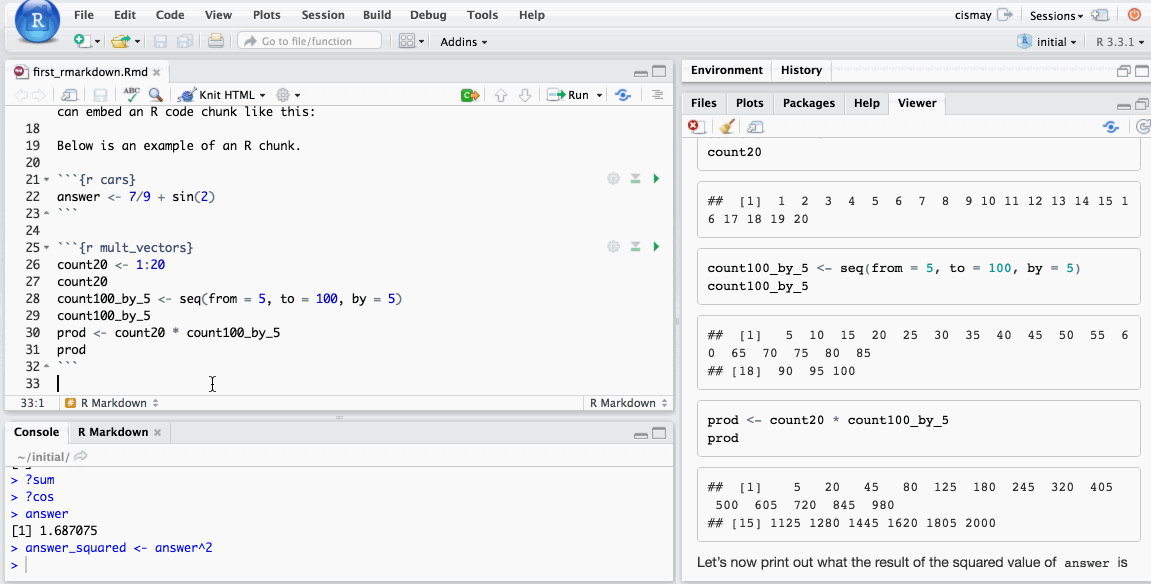 File Edit Code View Plots Session Build Debug Tools Help
cismay Sessions
Go to file/function Addins
initial R 3.3.1
first_rmarkdown.Rmd
ABC Knit HTML Run
can embed an R code chunk like this:
18
19 Below is an example of an R chunk.
20
21 ```{r cars}
22 answer <- 7/9 + sin(2)
23 ```
24
25 ```{r mult_vectors}
26 count20 <- 1:20
27 count20
28 count100_by_5 <- seq(from = 5, to = 100, by = 5)
29 count100_by_5
30 prod <- count20 * count100_by_5
31 prod
32 ```
33
33:1 R Markdown R Markdown
Console R Markdown
~/initial/
> ?sum
> ?cos
> answer
[1] 1.687075
> answer_squared <- answer^2
>
Environment History
Files Plots Packages Help Viewer
count20
## [1] 1 2 3 4 5 6 7 8 9 10 11 12 13 14 15 1
6 17 18 19 20
count100_by_5 <- seq(from = 5, to = 100, by = 5)
count100_by_5
## [1] 5 10 15 20 25 30 35 40 45 50 55 6
0 65 70 75 80 85
## [18] 90 95 100
prod <- count20 * count100_by_5
prod
## [1] 5 20 45 80 125 180 245 320 405
500 605 720 845 980
## [15] 1125 1280 1445 1620 1805 2000
Let's now print out what the result of the squared value of answer is